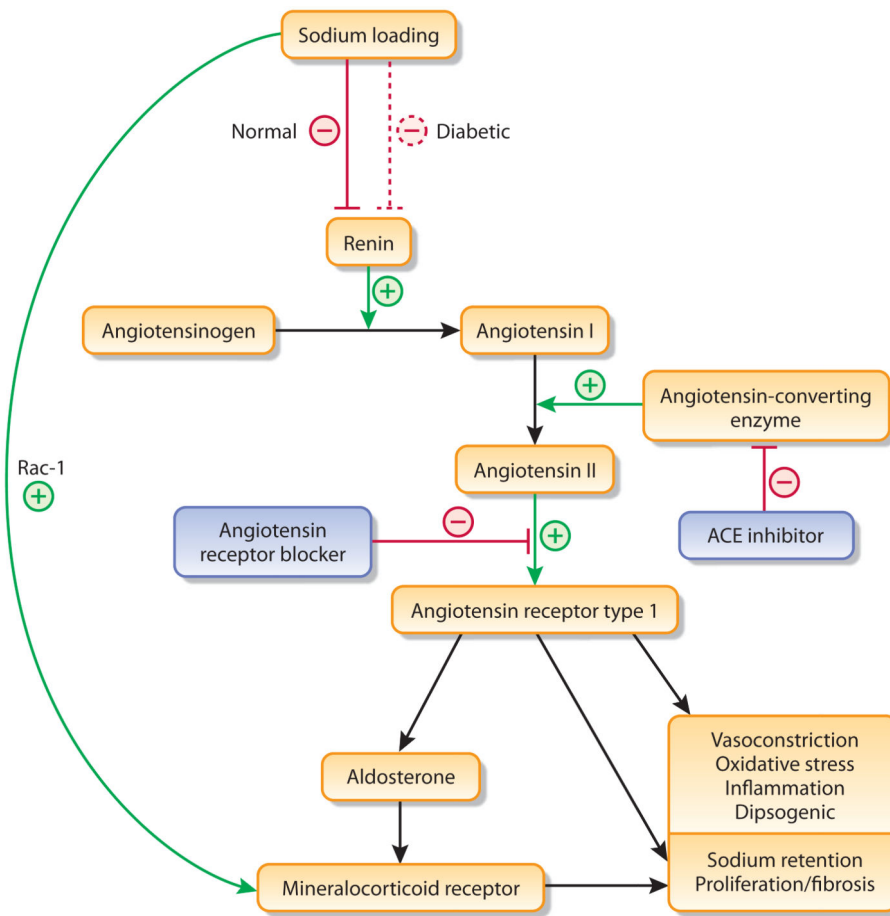 Sodium loading
Normal
−
−
Diabetic
Renin
+
Angiotensinogen
Angiotensin I
+
Angiotensin-converting
enzyme
Rac-1
+
Angiotensin II
−
Angiotensin
receptor blocker
−
+
ACE inhibitor
Angiotensin receptor type 1
Vasoconstriction
Oxidative stress
Inflammation
Dipsogenic
Aldosterone
Sodium retention
Proliferation/fibrosis
Mineralocorticoid receptor